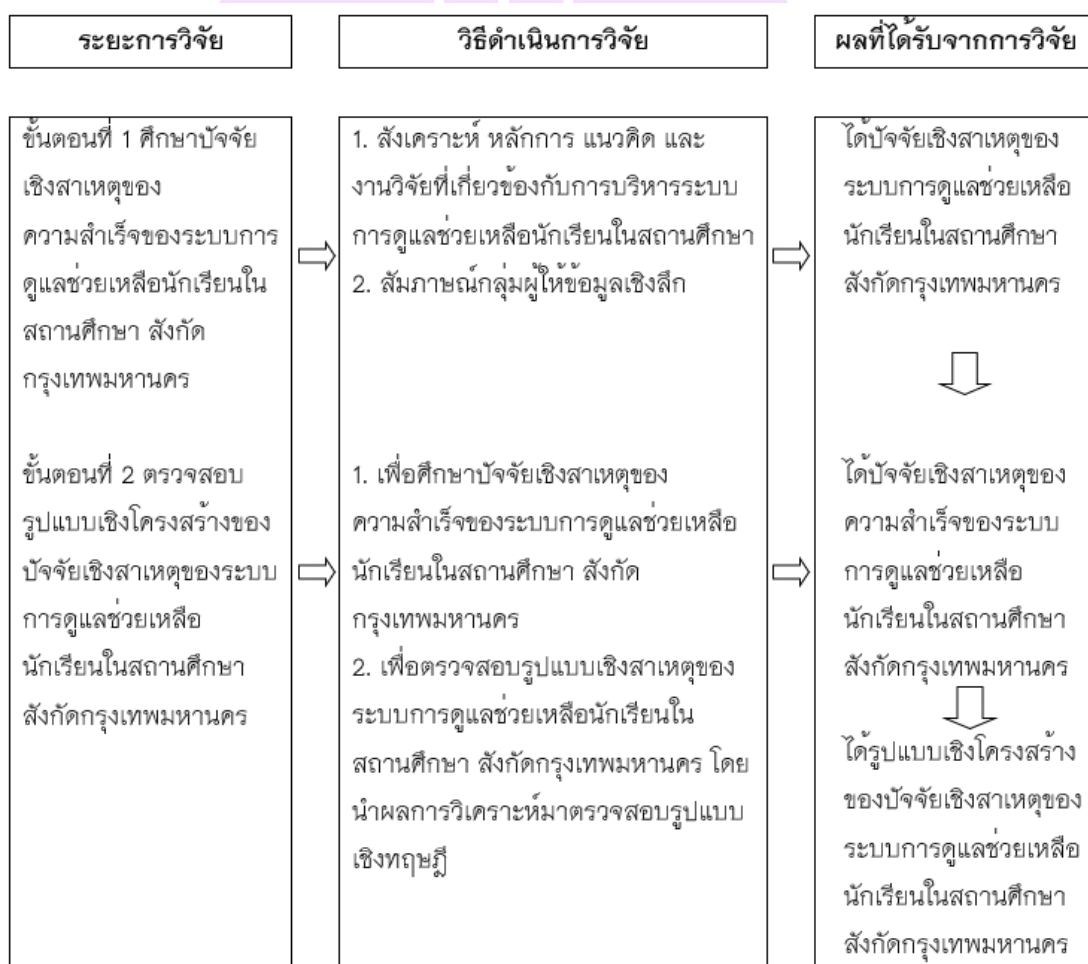 ระยะการวิจัย
วิธีดำเนินการวิจัย
ผลที่ได้รับจากการวิจัย
ขั้นตอนที่ 1 ศึกษาปัจจัย
เชิงสาเหตุของ
ความสำเร็จของระบบการ
ดูแลช่วยเหลือนักเรียนใน
สถานศึกษา สังกัด
กรุงเทพมหานคร
1. สังเคราะห์ หลักการ แนวคิด และ
งานวิจัยที่เกี่ยวข้องกับการบริหารระบบ
การดูแลช่วยเหลือนักเรียนในสถานศึกษา
2. สัมภาษณ์กลุ่มผู้ให้ข้อมูลเชิงลึก
ได้ปัจจัยเชิงสาเหตุของ
ระบบการดูแลช่วยเหลือ
นักเรียนในสถานศึกษา
สังกัดกรุงเทพมหานคร
ขั้นตอนที่ 2 ตรวจสอบ
รูปแบบเชิงโครงสร้างของ
ปัจจัยเชิงสาเหตุของระบบ
การดูแลช่วยเหลือ
นักเรียนในสถานศึกษา
สังกัดกรุงเทพมหานคร
1. เพื่อศึกษาปัจจัยเชิงสาเหตุของ
ความสำเร็จของระบบการดูแลช่วยเหลือ
นักเรียนในสถานศึกษา สังกัด
กรุงเทพมหานคร
2. เพื่อตรวจสอบรูปแบบเชิงสาเหตุของ
ระบบการดูแลช่วยเหลือนักเรียนใน
สถานศึกษา สังกัดกรุงเทพมหานคร โดย
นำผลการวิเคราะห์มาตรวจสอบรูปแบบ
เชิงทฤษฎี
ได้ปัจจัยเชิงสาเหตุของ
ความสำเร็จของระบบ
การดูแลช่วยเหลือ
นักเรียนในสถานศึกษา
สังกัดกรุงเทพมหานคร
ได้รูปแบบเชิงโครงสร้าง
ของปัจจัยเชิงสาเหตุของ
ระบบการดูแลช่วยเหลือ
นักเรียนในสถานศึกษา
สังกัดกรุงเทพมหานคร